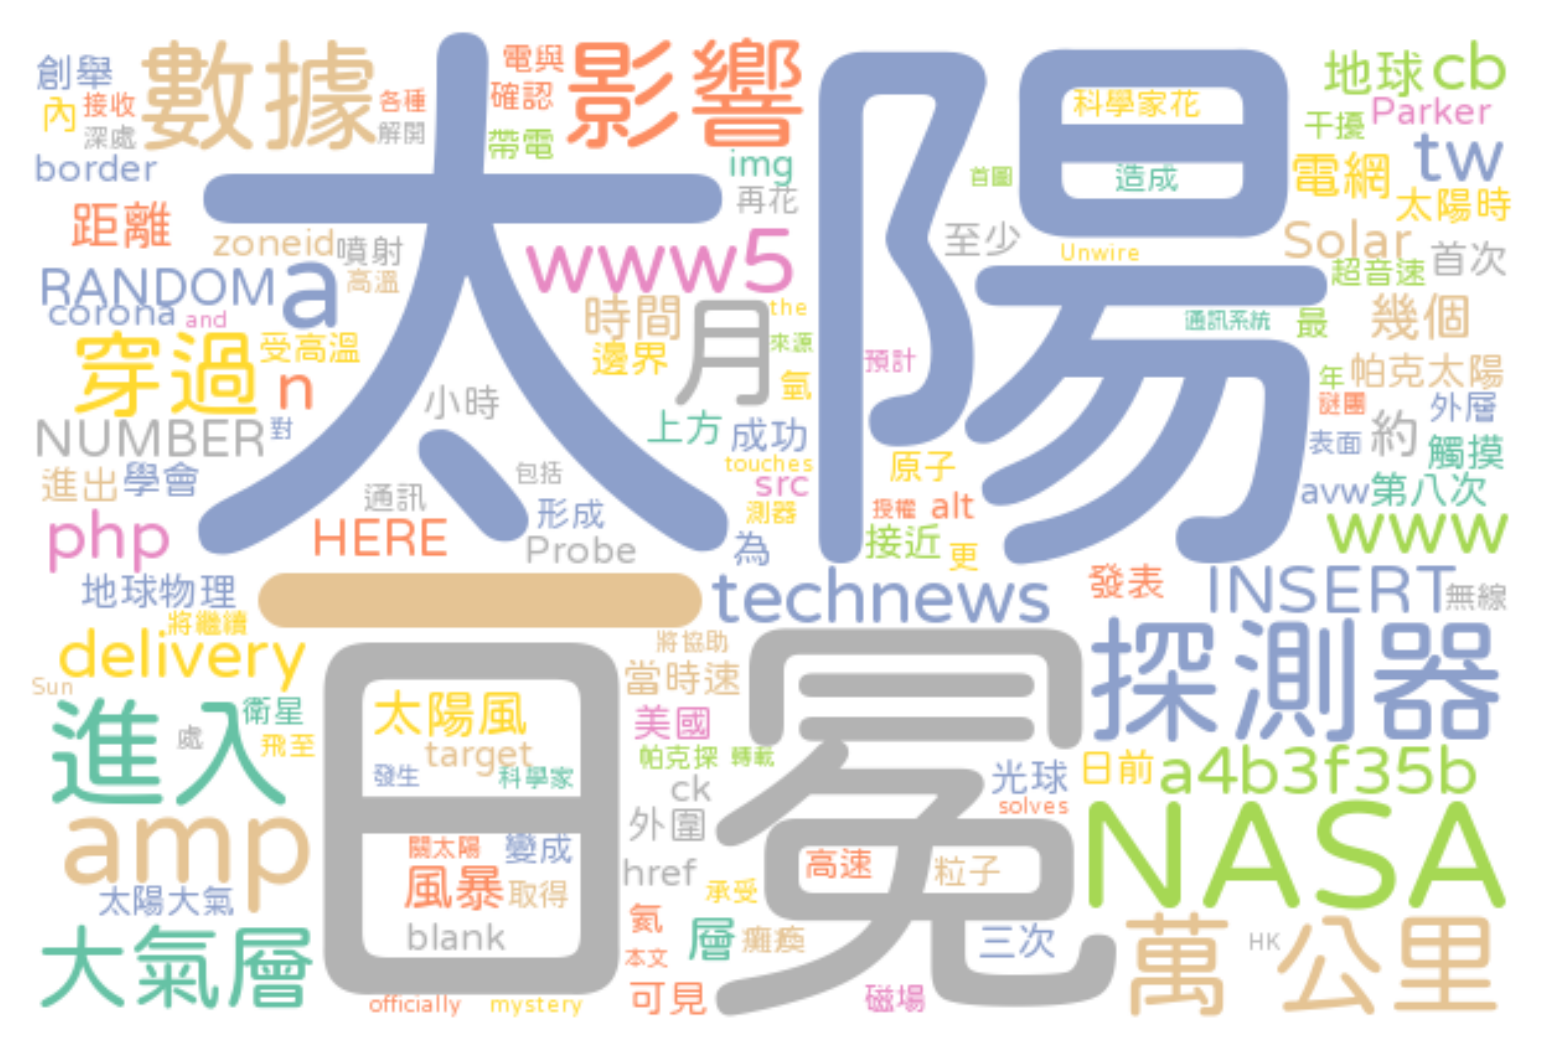 太陽
日冕
一
數據
影響
創舉
內
接收
深處
各種
解開
電與
確認
帶電
border
img
再花
距離
zoneid
噴射
高溫
RANDOM
a
corona
and
www5
時間
月
the
來源
邊界
氫
穿過
受高溫
n
小時
上方
成功
NUMBER
對
touches
src
進出
學會
通訊
包括
形成
測器
php
HERE
Probe
為
科學家花
首圖
造成
至少
Unwire
地球
cb
干擾
Parker
電網
tw
太陽時
Solar
首次
超音速
通訊系統
最
幾個
預計
年
帕克太陽
謎團
外層
表面
約
觸摸
原子
avw
第八次
授權
alt
接近
更
www
地球物理
將繼續
technews
發表
INSERT
無線
delivery
Sun
將協助
當時速
探測器
進入
處
衛星
飛至
太陽風
target
發生
科學家
美國
帕克探
轉載
ck
光球
solves
日前
a4b3f35b
amp
關太陽
變成
外圍
NASA
太陽大氣
風暴
取得
href
承受
高速
粒子
大氣層
blank
氦
層
癱瘓
本文
三次
萬
HK
公里
officially
mystery
可見
磁場